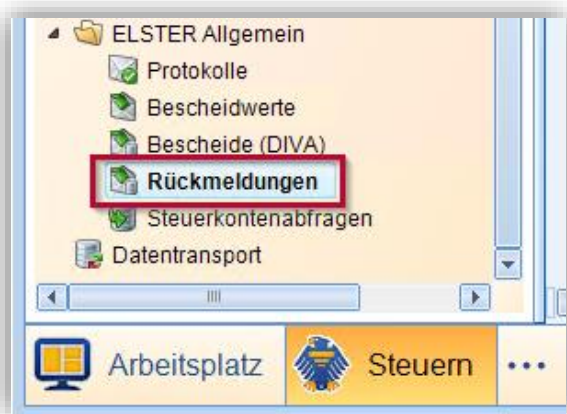 ELSTER Allgemein
Protokolle
Bescheidwerte
Bescheide (DIVA)
Rückmeldungen
Steuerkontenabfragen
Datentransport
Arbeitsplatz Steuern ...